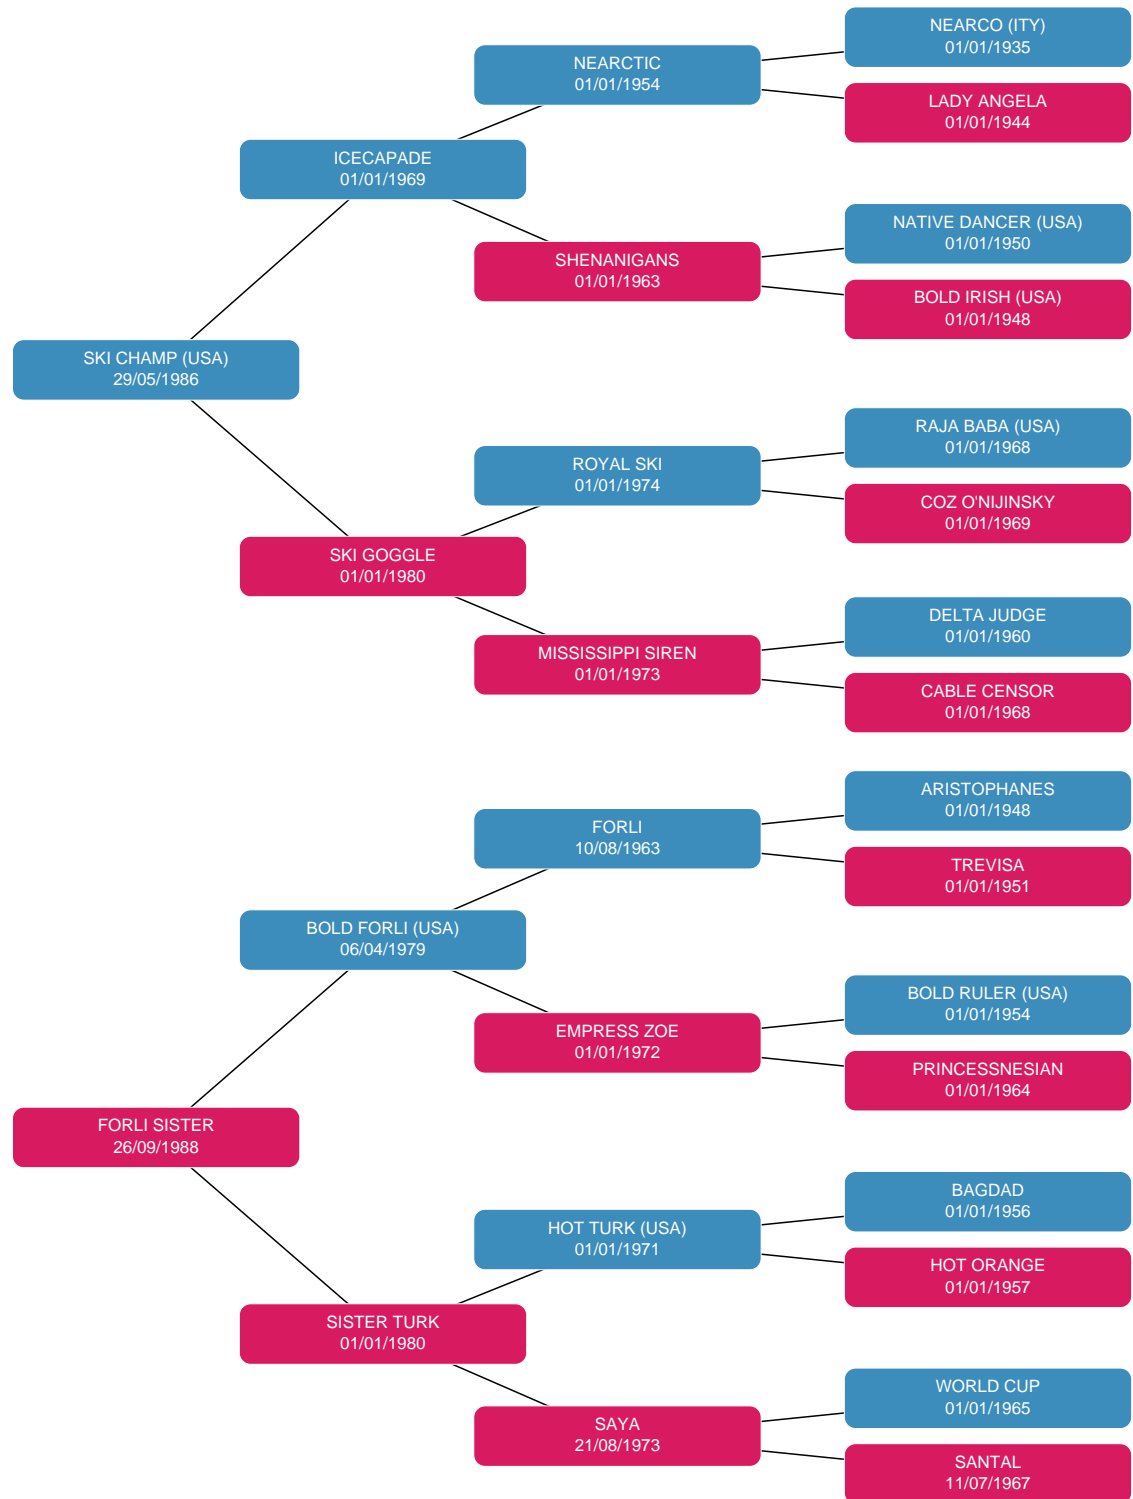 NEARCO (ITY)
01/01/1935
NEARCTIC
01/01/1954
LADY ANGELA
01/01/1944
ICECAPADE
01/01/1969
NATIVE DANCER (USA)
01/01/1950
SHENANIGANS
01/01/1963
BOLD IRISH (USA)
01/01/1948
SKI CHAMP (USA)
29/05/1986
RAJA BABA (USA)
01/01/1968
ROYAL SKI
01/01/1974
COZ O'NIJINSKY
01/01/1969
SKI GOGGLE
01/01/1980
DELTA JUDGE
01/01/1960
MISSISSIPPI SIREN
01/01/1973
CABLE CENSOR
01/01/1968
ARISTOPHANES
01/01/1948
FORLI
10/08/1963
TREVISA
01/01/1951
BOLD FORLI (USA)
06/04/1979
BOLD RULER (USA)
01/01/1954
EMPRESS ZOE
01/01/1972
PRINCESSNESIAN
01/01/1964
FORLI SISTER
26/09/1988
BAGDAD
01/01/1956
HOT TURK (USA)
01/01/1971
HOT ORANGE
01/01/1957
SISTER TURK
01/01/1980
WORLD CUP
01/01/1965
SAYA
21/08/1973
SANTAL
11/07/1967